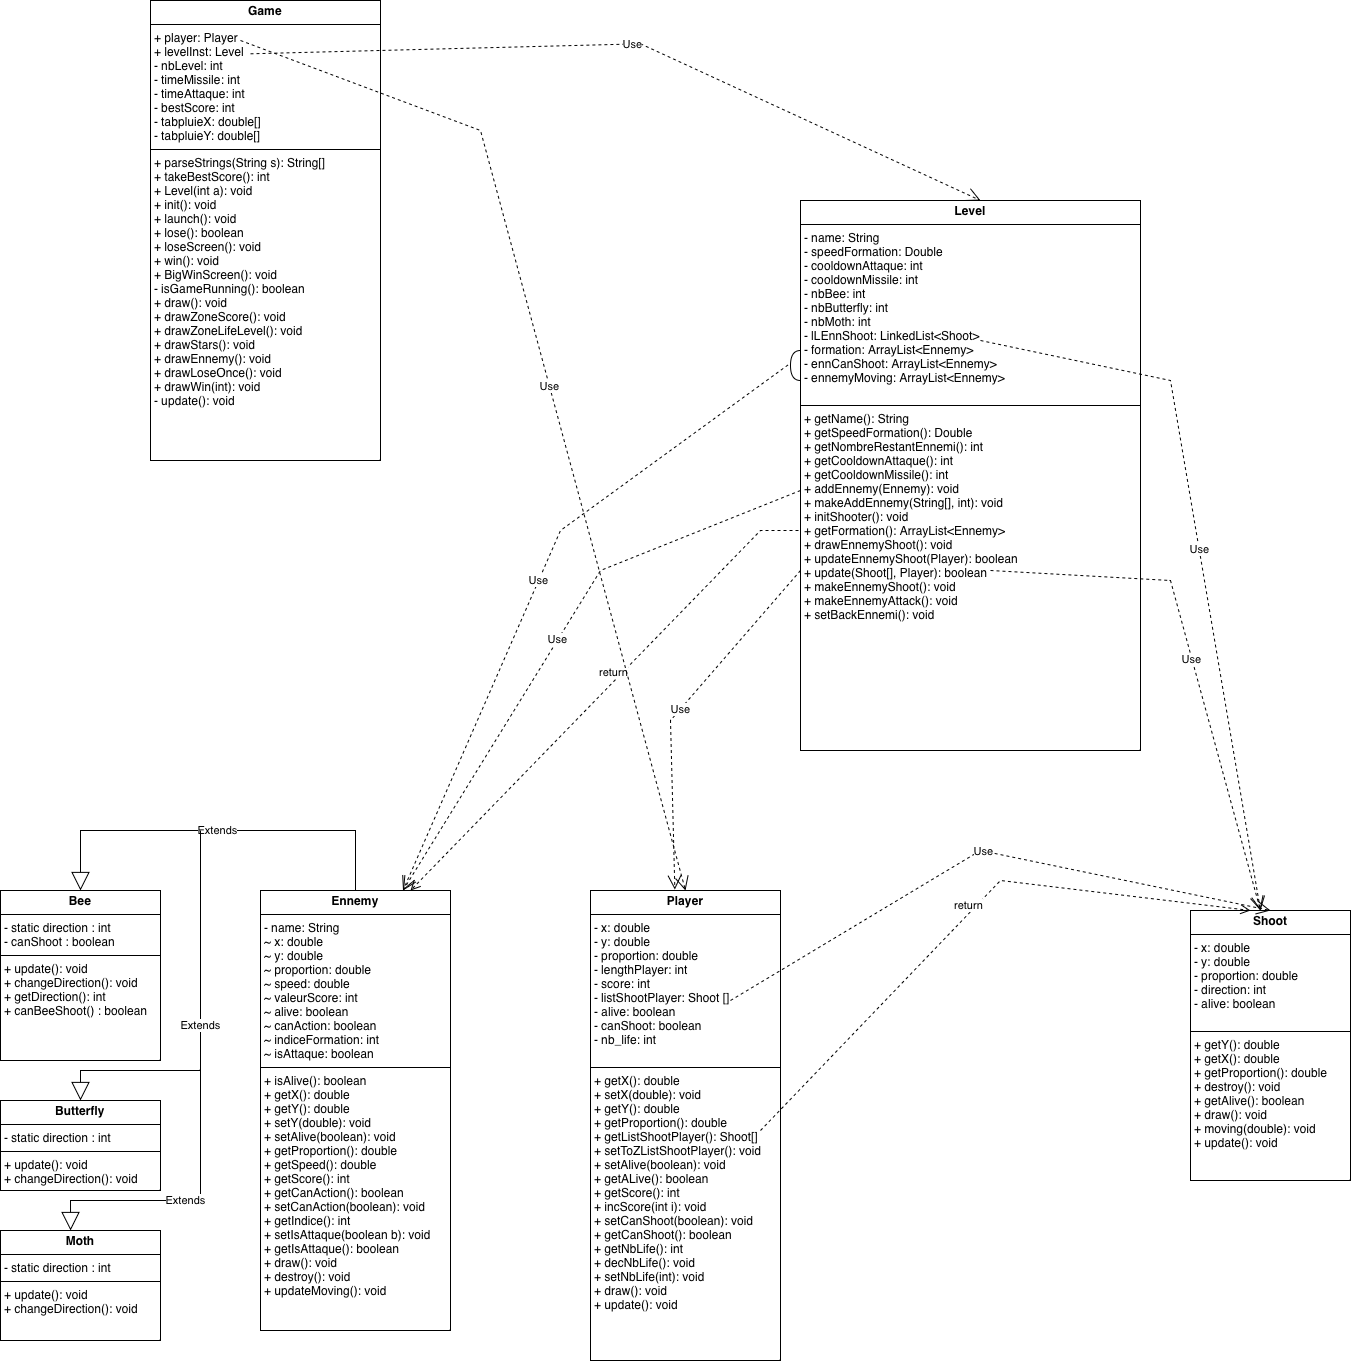 Game
+ player: Player
+ levelInst: Level
- nbLevel: int
- timeMissile: int
- timeAttaque: int
- bestScore: int
- tabpluieX: double[]
- tabpluieY: double[]
+ parseStrings(String s): String[]
+ takeBestScore(): int
+ Level(int a): void
+ init(): void
+ launch(): void
+ lose(): boolean
+ loseScreen(): void
+ win(): void
+ BigWinScreen(): void
- isGameRunning(): boolean
+ draw(): void
+ drawZoneScore(): void
+ drawZoneLifeLevel(): void
+ drawStars(): void
+ drawEnnemy(): void
+ drawLoseOnce(): void
+ drawWin(int): void
- update(): void
Use
Use
Level
- name: String
- speedFormation: Double
- cooldownAttaque: int
- cooldownMissile: int
- nbBee: int
- nbButterfly: int
- nbMoth: int
- lLEnnShoot: LinkedList<Shoot>
- formation: ArrayList<Ennemy>
- ennCanShoot: ArrayList<Ennemy>
- ennemyMoving: ArrayList<Ennemy>
+ getName(): String
+ getSpeedFormation(): Double
+ getNombreRestantEnnemi(): int
+ getCooldownAttaque(): int
+ getCooldownMissile(): int
+ addEnnemy(Ennemy): void
+ makeAddEnnemy(String[], int): void
+ initShooter(): void
+ getFormation(): ArrayList<Ennemy>
+ drawEnnemyShoot(): void
+ updateEnnemyShoot(Player): boolean
+ update(Shoot[], Player): boolean
+ makeEnnemyShoot(): void
+ makeEnnemyAttack(): void
+ setBackEnnemi(): void
Use
Use
Use
return
Use
Use
Extends
Extends
Extends
Bee
- static direction : int
- canShoot : boolean
+ update(): void
+ changeDirection(): void
+ getDirection(): int
+ canBeeShoot() : boolean
Butterfly
- static direction : int
+ update(): void
+ changeDirection(): void
Moth
- static direction : int
+ update(): void
+ changeDirection(): void
Ennemy
- name: String
~ x: double
~ y: double
~ proportion: double
~ speed: double
~ valeurScore: int
~ alive: boolean
~ canAction: boolean
~ indiceFormation: int
~ isAttaque: boolean
+ isAlive(): boolean
+ getX(): double
+ getY(): double
+ setY(double): void
+ setAlive(boolean): void
+ getProportion(): double
+ getSpeed(): double
+ getScore(): int
+ getCanAction(): boolean
+ setCanAction(boolean): void
+ getIndice(): int
+ setIsAttaque(boolean b): void
+ getIsAttaque(): boolean
+ draw(): void
+ destroy(): void
+ updateMoving(): void
Player
- x: double
- y: double
- proportion: double
- lengthPlayer: int
- score: int
- listShootPlayer: Shoot []
- alive: boolean
- canShoot: boolean
- nb_life: int
+ getX(): double
+ setX(double): void
+ getY(): double
+ getProportion(): double
+ getListShootPlayer(): Shoot[]
+ setToZListShootPlayer(): void
+ setAlive(boolean): void
+ getALive(): boolean
+ getScore(): int
+ incScore(int i): void
+ setCanShoot(boolean): void
+ getCanShoot(): boolean
+ getNbLife(): int
+ decNbLife(): void
+ setNbLife(int): void
+ draw(): void
+ update(): void
Use
return
Shoot
- x: double
- y: double
- proportion: double
- direction: int
- alive: boolean
+ getY(): double
+ getX(): double
+ getProportion(): double
+ destroy(): void
+ getAlive(): boolean
+ draw(): void
+ moving(double): void
+ update(): void